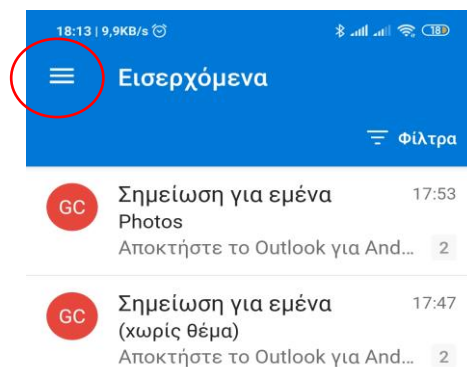 18:13 | 9,9KB/s
18
Εισερχόμενα
Φίλτρα
GC
Σημείωση για εμένα 17:53
Photos
Αποκτήστε το Outlook για And... 2
GC
Σημείωση για εμένα 17:47
(χωρίς θέμα)
Αποκτήστε το Outlook για And... 2